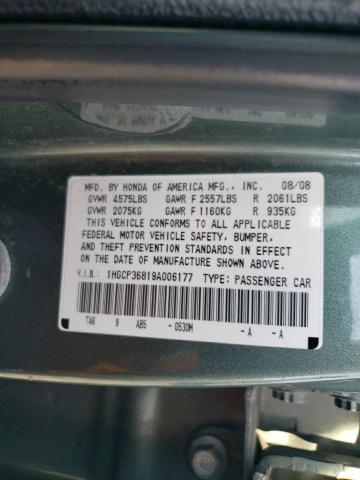 MFD. BY HONDA OF AMERICA MFG., INC. 08/08
GVWR 4575LBS GAWR F 2557LBS R 2061LBS
GVWR 2075KG GAWR F 1160KG R 935KG
THIS VEHICLE CONFORMS TO ALL APPLICABLE
FEDERAL MOTOR VEHICLE SAFETY, BUMPER,
AND THEFT PREVENTION STANDARDS IN EFFECT
ON THE DATE OF MANUFACTURE SHOWN ABOVE.
V.I.N.: 1HGCP36819A006177 TYPE: PASSENGER CAR
TA6 9 AB5 -0530M -A -A